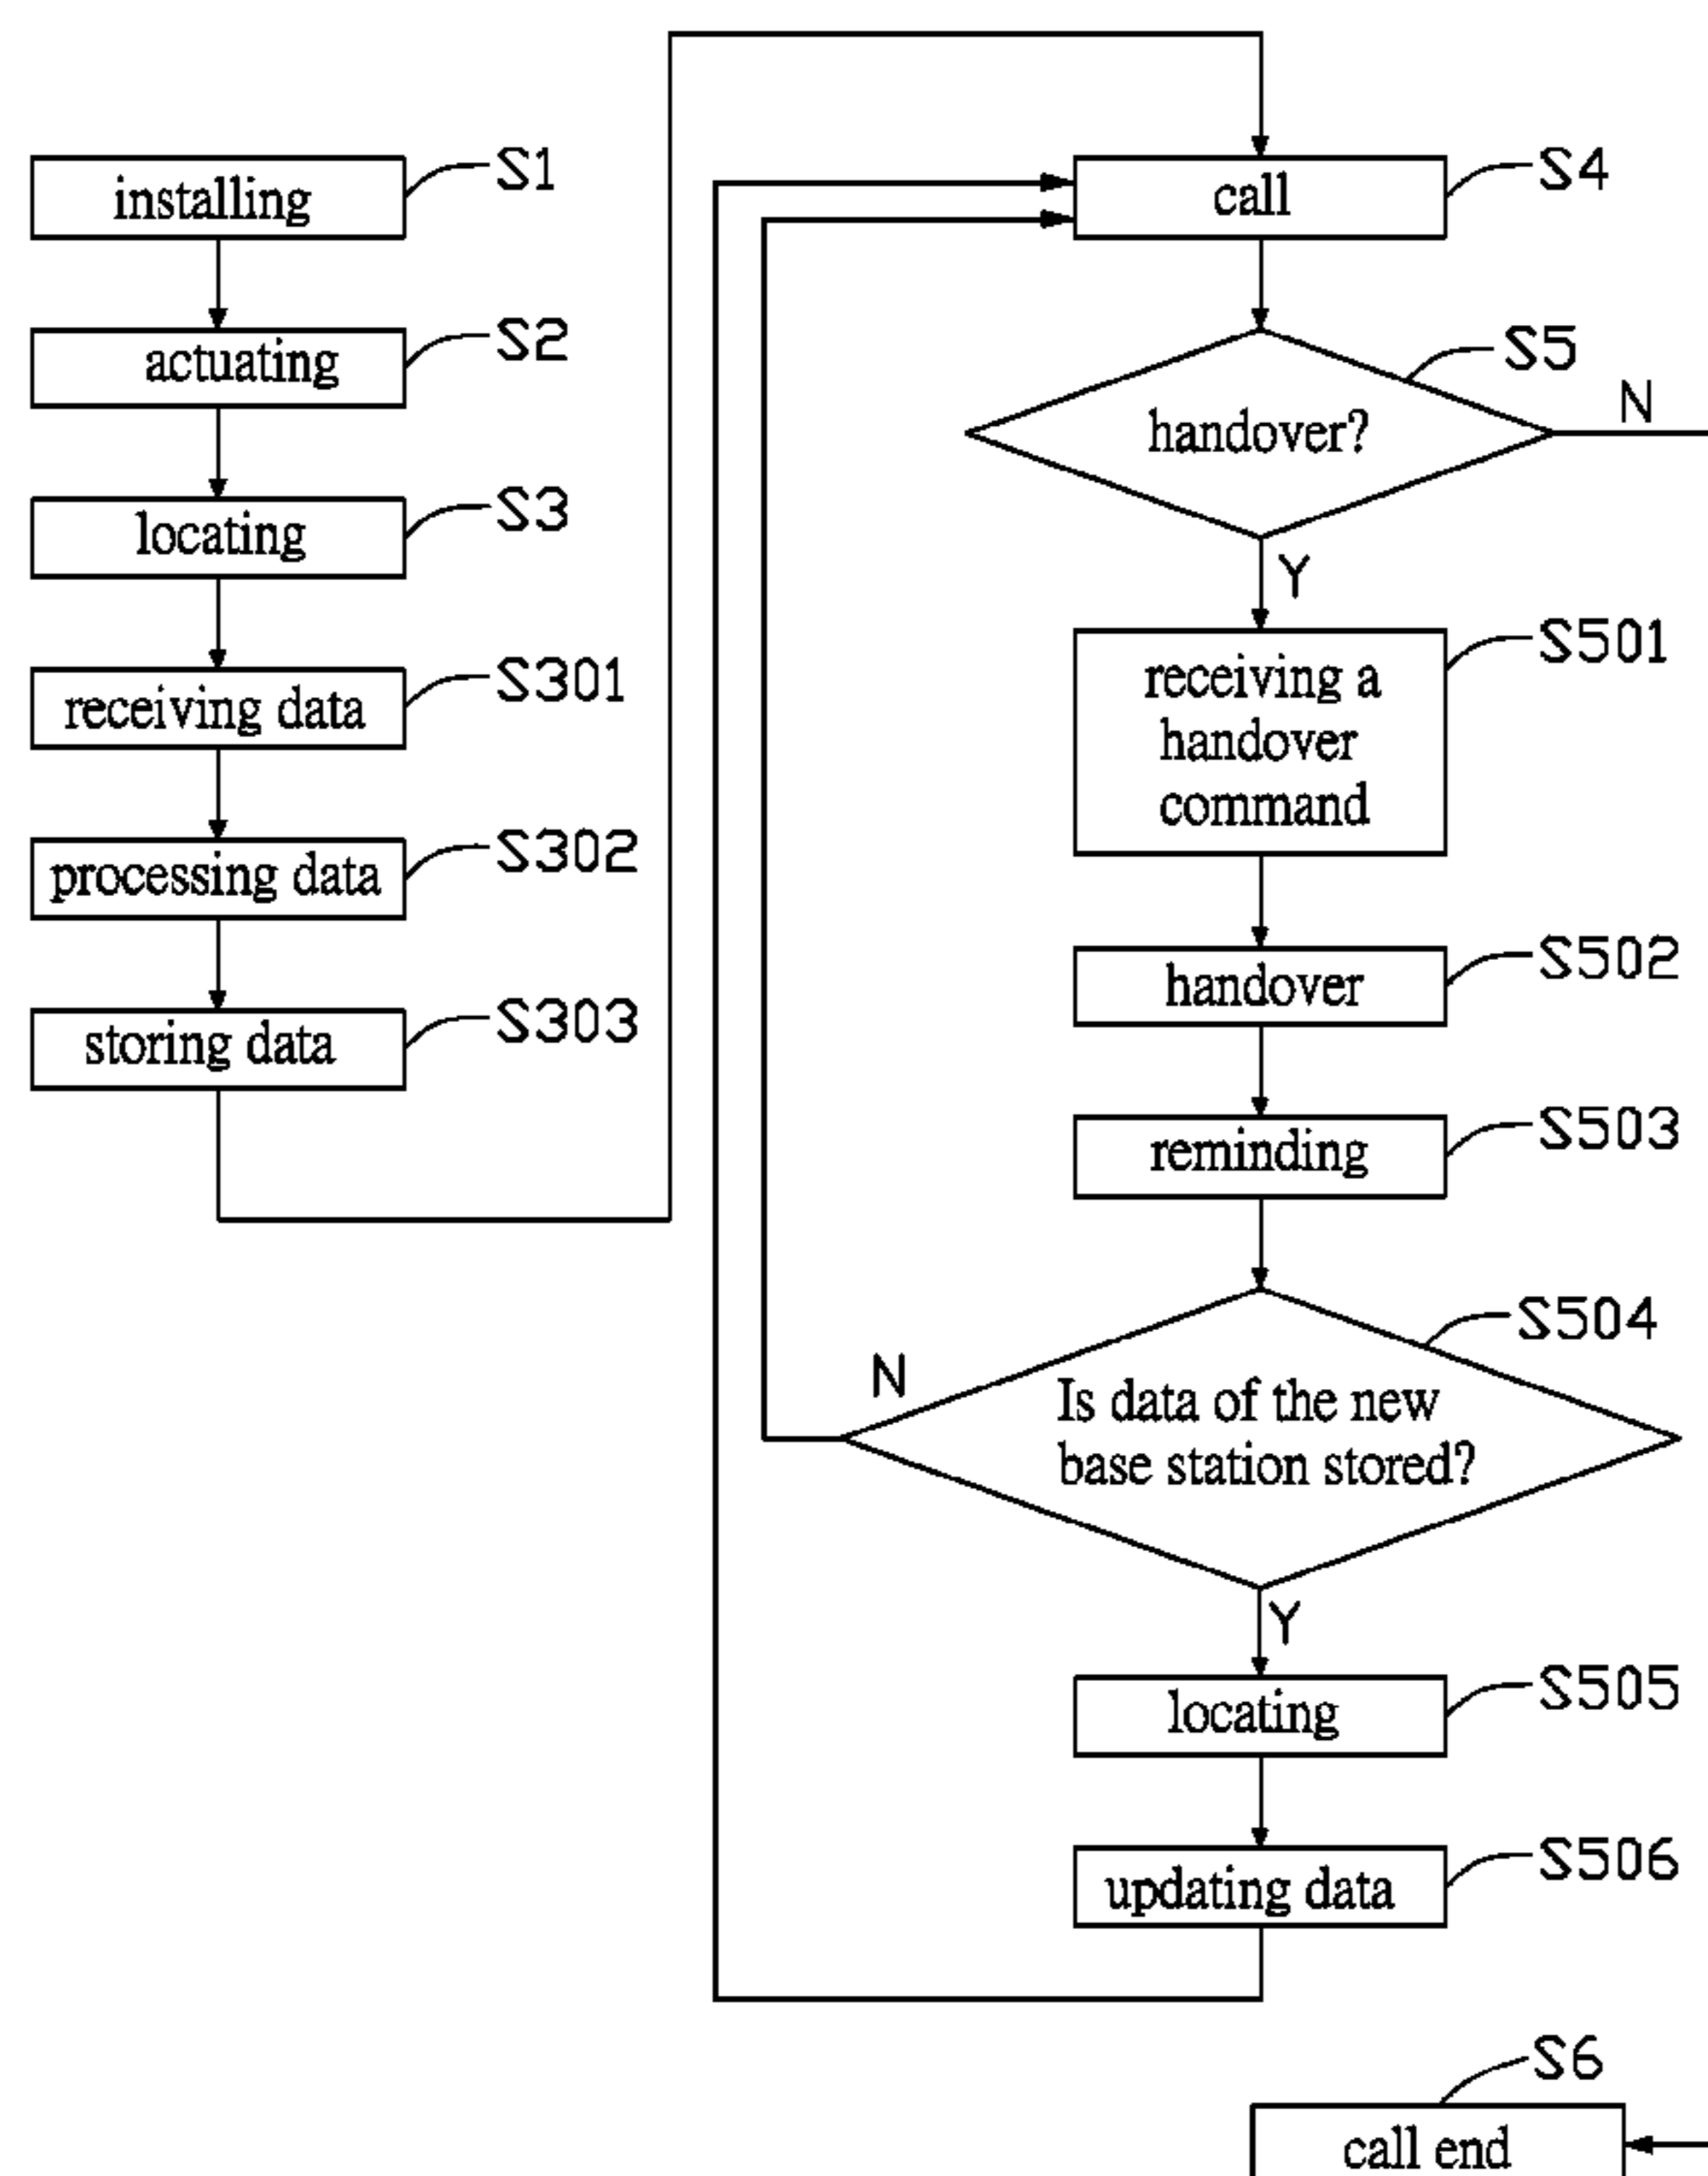 installing
S1
actuating
S2
locating
S3
receiving data
S301
processing data
S302
storing data
S303
call
S4
handover?
S5
N
Y
receiving a
handover
command
S501
handover
S502
reminding
S503
Is data of the new
base station stored?
S504
N
Y
locating
S505
updating data
S506
call end
S6